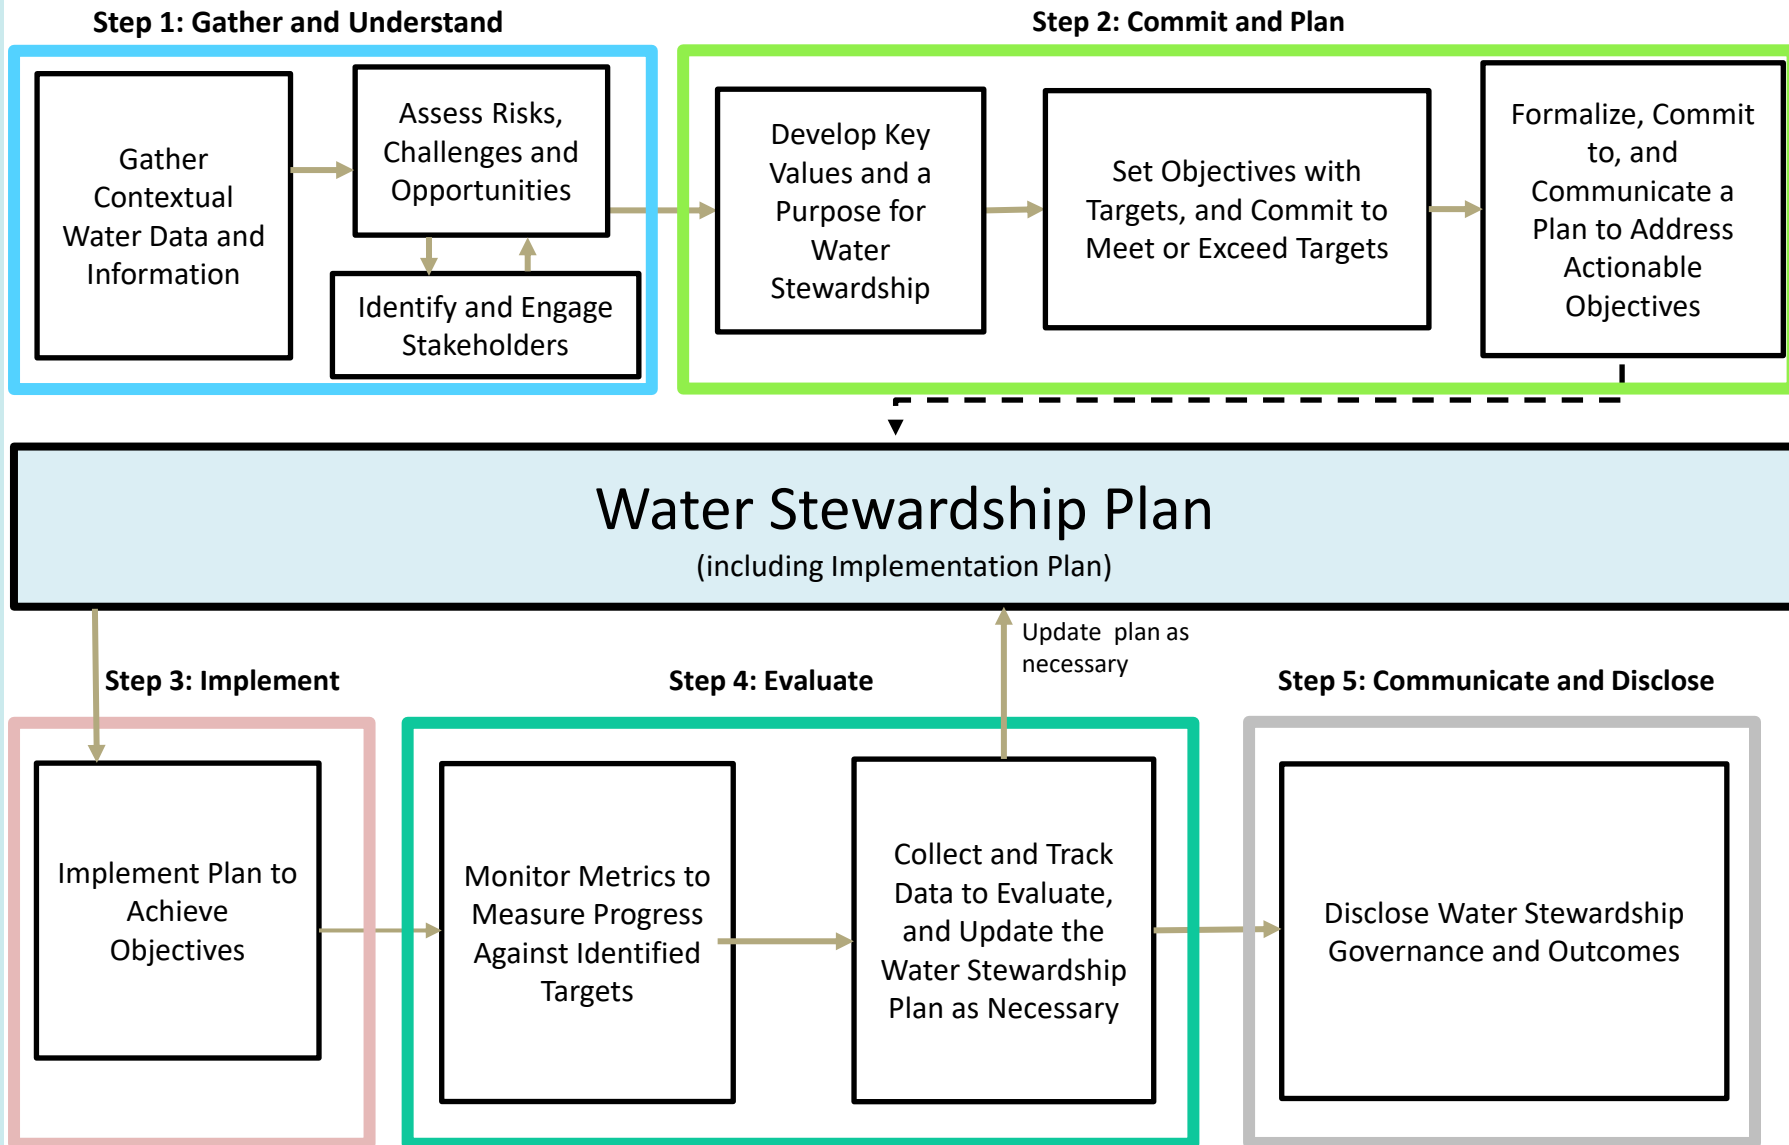 Step 1: Gather and Understand
Step 2: Commit and Plan
Gather
Contextual
Water Data and
Information
Assess Risks,
Challenges and
Opportunities
Identify and Engage
Stakeholders
Develop Key
Values and a
Purpose for
Water
Stewardship
Set Objectives with
Targets, and Commit to
Meet or Exceed Targets
Formalize, Commit
to, and
Communicate a
Plan to Address
Actionable
Objectives
Water Stewardship Plan
(including Implementation Plan)
Update  plan as
necessary
Step 3: Implement
Step 4: Evaluate
Step 5: Communicate and Disclose
Implement Plan to
Achieve
Objectives
Monitor Metrics to
Measure Progress
Against Identified
Targets
Collect and Track
Data to Evaluate,
and Update the
Water Stewardship
Plan as Necessary
Disclose Water Stewardship
Governance and Outcomes